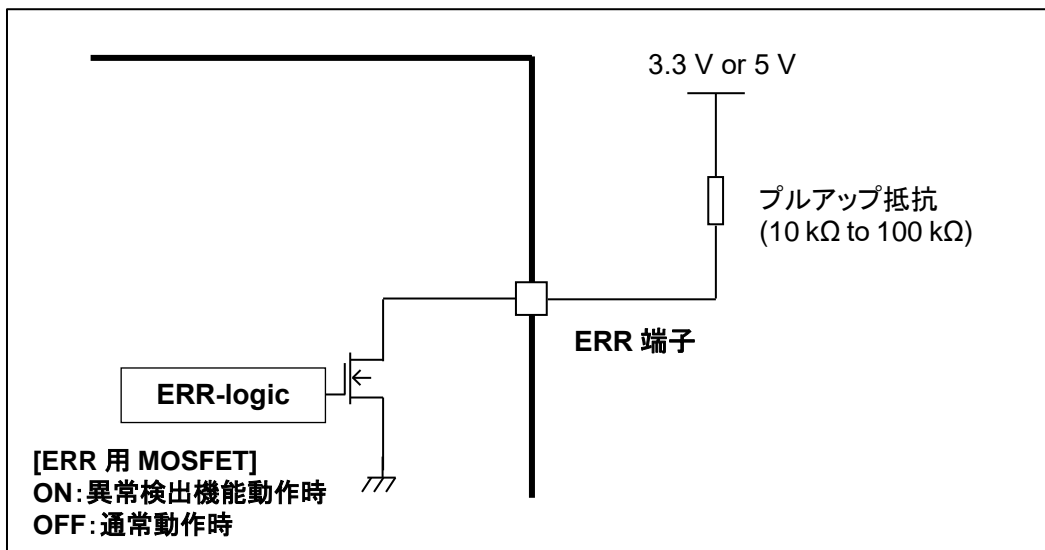 3.3 V or 5 V
プルアップ抵抗
(10 kΩ to 100 kΩ)
ERR 端子
ERR-logic
[ERR 用 MOSFET]
ON:異常検出機能動作時
OFF:通常動作時